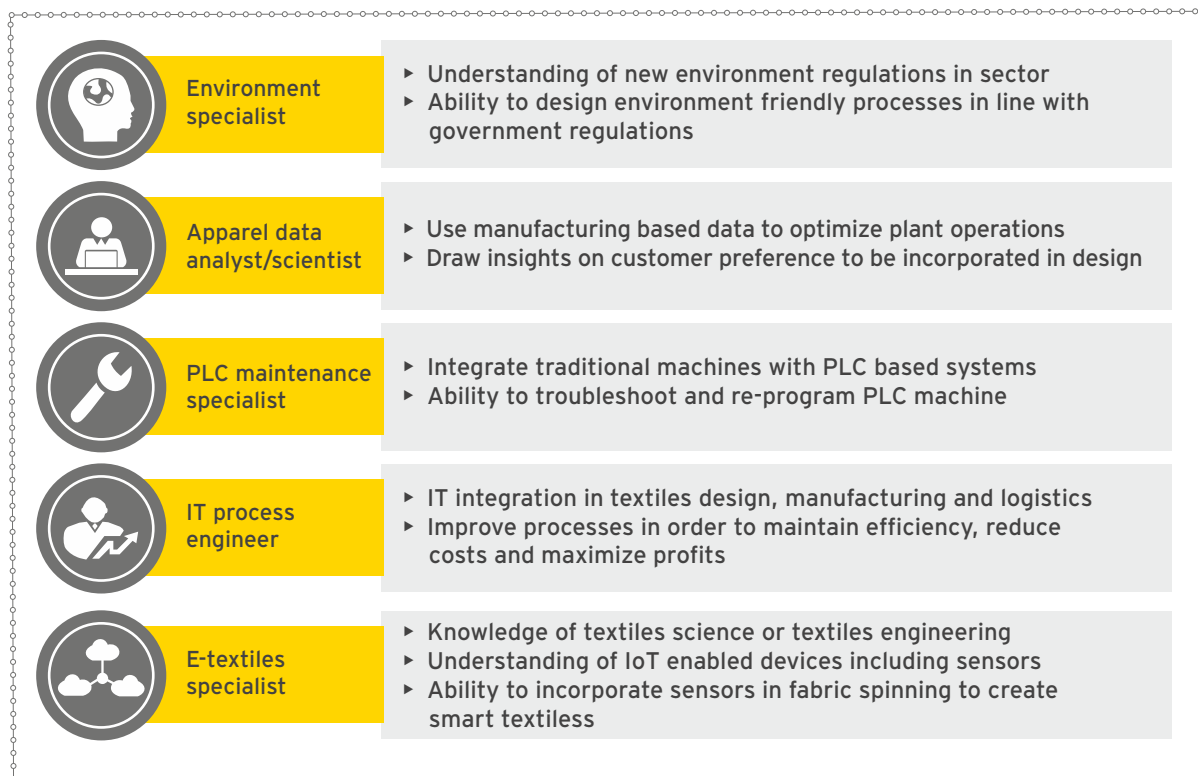 Environment
specialist
▸ Understanding of new environment regulations in sector
▸ Ability to design environment friendly processes in line with
government regulations
Apparel data
analyst/scientist
▸ Use manufacturing based data to optimize plant operations
▸ Draw insights on customer preference to be incorporated in design
PLC maintenance
specialist
▸ Integrate traditional machines with PLC based systems
▸ Ability to troubleshoot and re-program PLC machine
IT process
engineer
▸ IT integration in textiles design, manufacturing and logistics
▸ Improve processes in order to maintain efficiency, reduce
costs and maximize profits
E-textiles
specialist
▸ Knowledge of textiles science or textiles engineering
▸ Understanding of IoT enabled devices including sensors
▸ Ability to incorporate sensors in fabric spinning to create
smart textiless